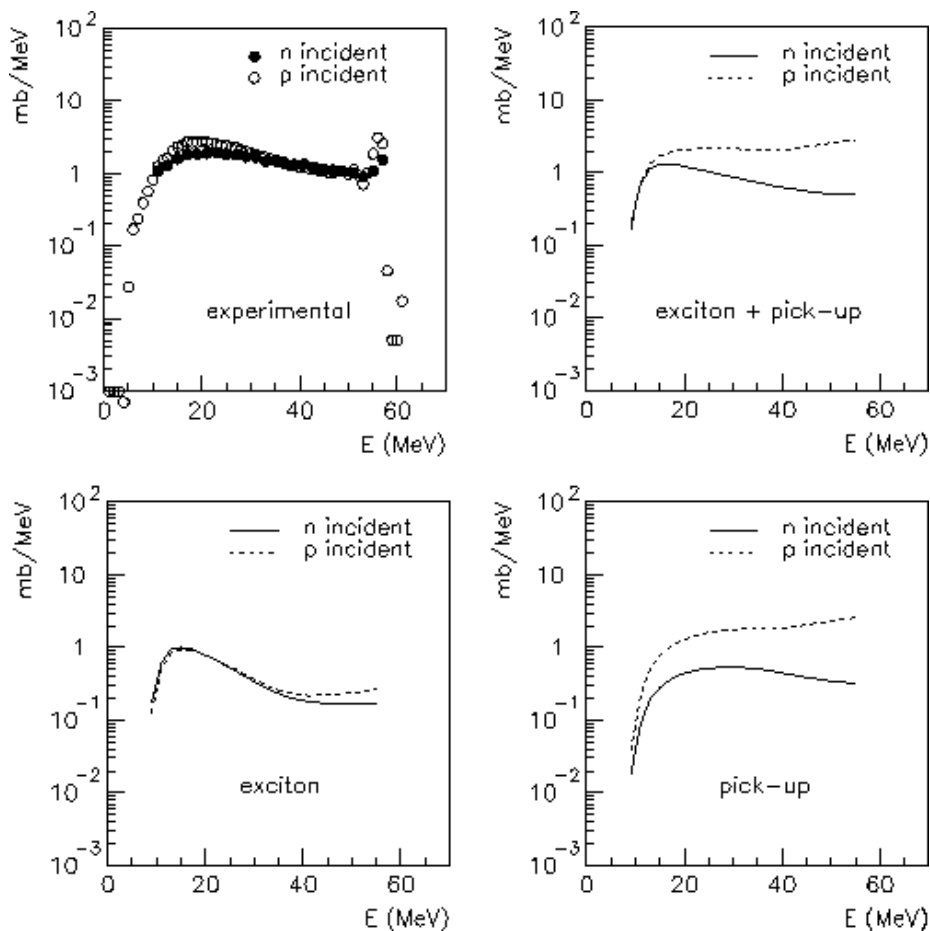 mb/MeV
10^2
10
1
10^-1
10^-2
10^-3
n incident
p incident
experimental
0
20
40
60
E (MeV)
mb/MeV
10^2
10
1
10^-1
10^-2
10^-3
n incident
p incident
exciton + pick-up
0
20
40
60
E (MeV)
mb/MeV
10^2
10
1
10^-1
10^-2
10^-3
n incident
p incident
exciton
0
20
40
60
E (MeV)
mb/MeV
10^2
10
1
10^-1
10^-2
10^-3
n incident
p incident
pick-up
0
20
40
60
E (MeV)